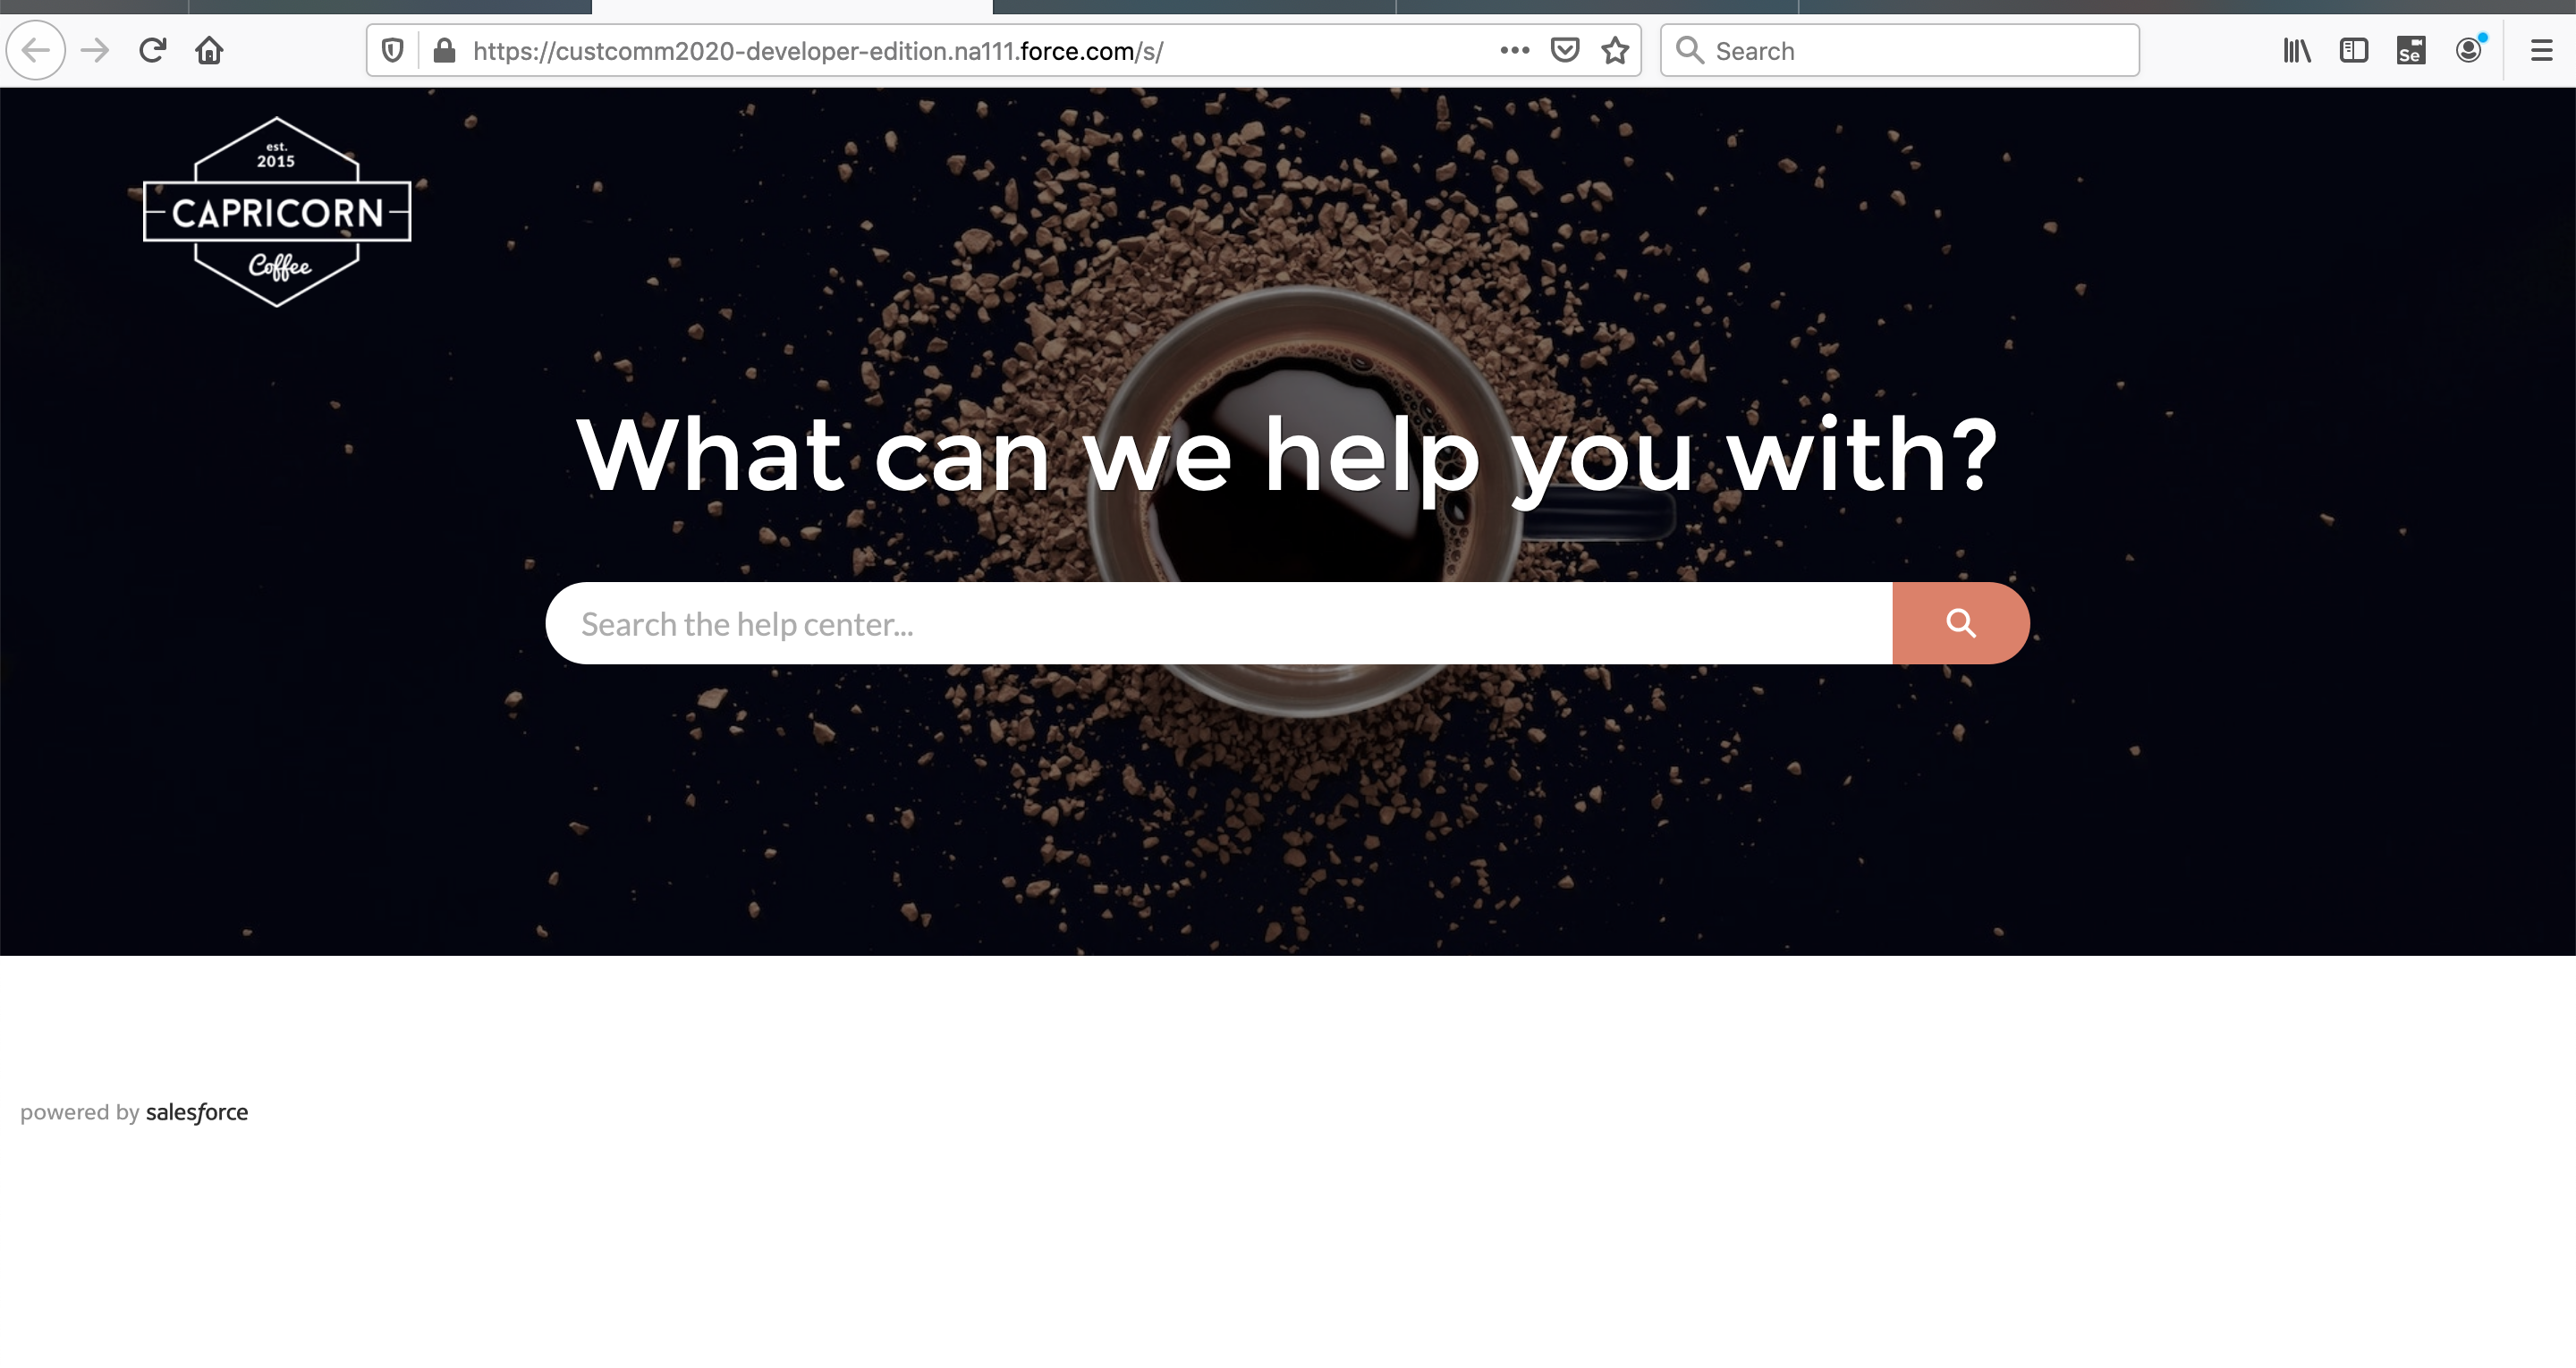 https://custcomm2020-developer-edition.na111.force.com/s/
Search
Se
est.
2015
CAPRICORN
Coffee
What can we help you with?
Search the help center...
powered by salesforce